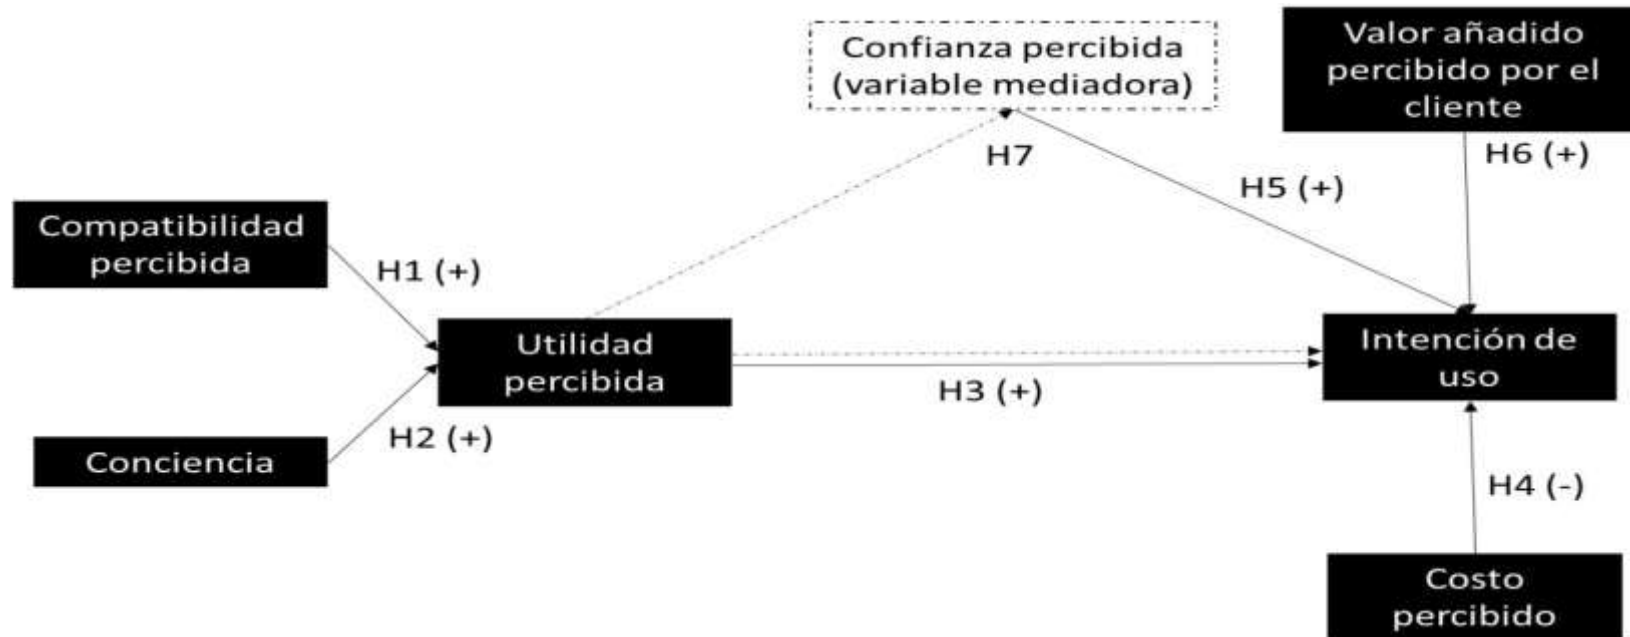 Confianza percibida
(variable mediadora)
Valor añadido
percibido por el
cliente
H7
H6 (+)
H5 (+)
Compatibilidad
percibida
H1 (+)
Utilidad
percibida
Intención de
uso
H3 (+)
H2 (+)
Conciencia
H4 (-)
Costo
percibido